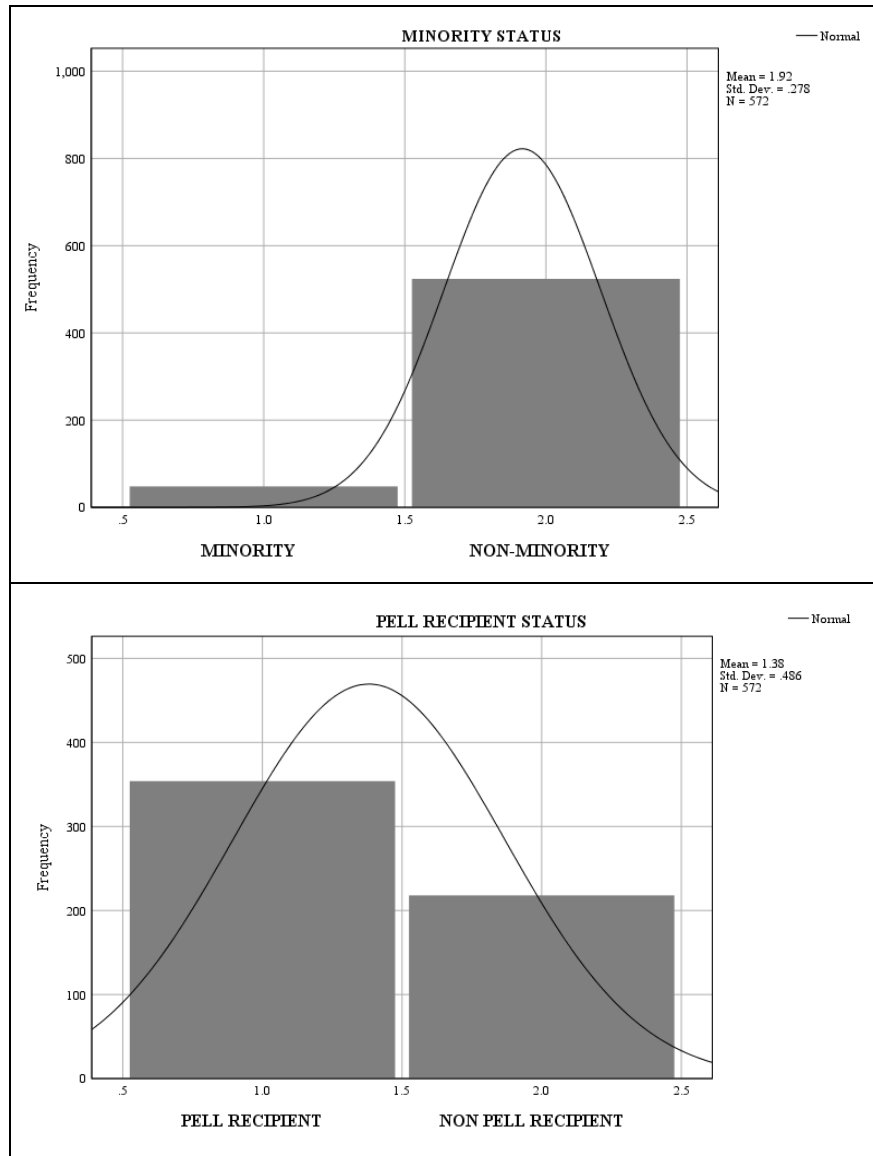 MINORITY STATUS
Normal
Mean = 1.92
Std. Dev. = .278
N = 572
1,000
800
600
400
200
0
Frequency
.5 1.0 1.5 2.0 2.5
MINORITY NON-MINORITY
PELL RECIPIENT STATUS
Normal
Mean = 1.38
Std. Dev. = .486
N = 572
500
400
300
200
100
0
Frequency
.5 1.0 1.5 2.0 2.5
PELL RECIPIENT NON PELL RECIPIENT